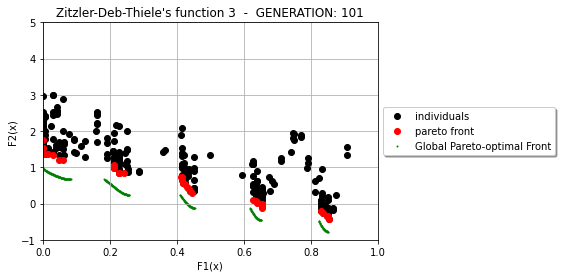 Zitzler-Deb-Thiele's function 3 - GENERATION: 101
5
4
3
2
1
0
−1
F2(x)
0.0 0.2 0.4 0.6 0.8 1.0
F1(x)
individuals
pareto front
Global Pareto-optimal Front